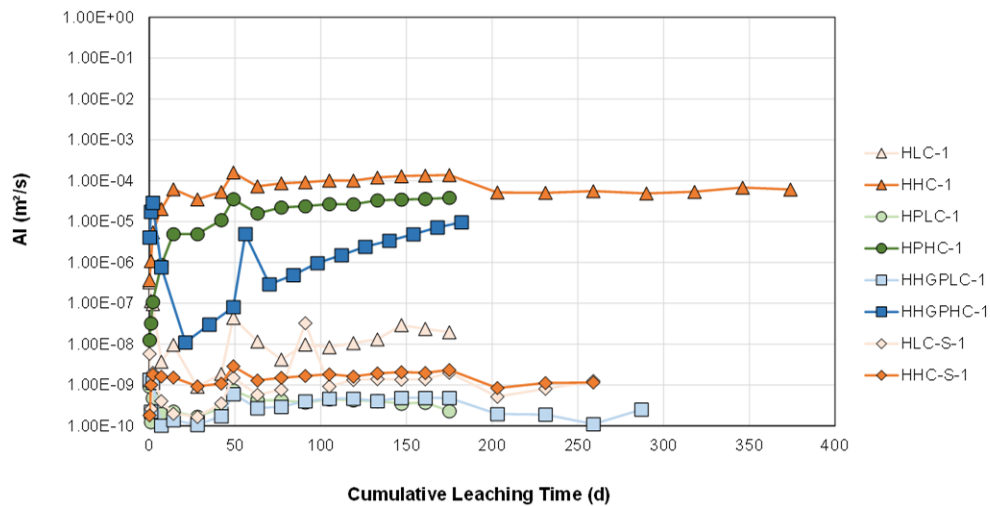 1.00E+00
1.00E-01
1.00E-02
1.00E-03
1.00E-04
1.00E-05
1.00E-06
1.00E-07
1.00E-08
1.00E-09
1.00E-10
AI (m²/s)
0 50 100 150 200 250 300 350 400
Cumulative Leaching Time (d)
HLC-1
HHC-1
HPLC-1
HPHC-1
HHGPLC-1
HHGPHC-1
HLC-S-1
HHC-S-1